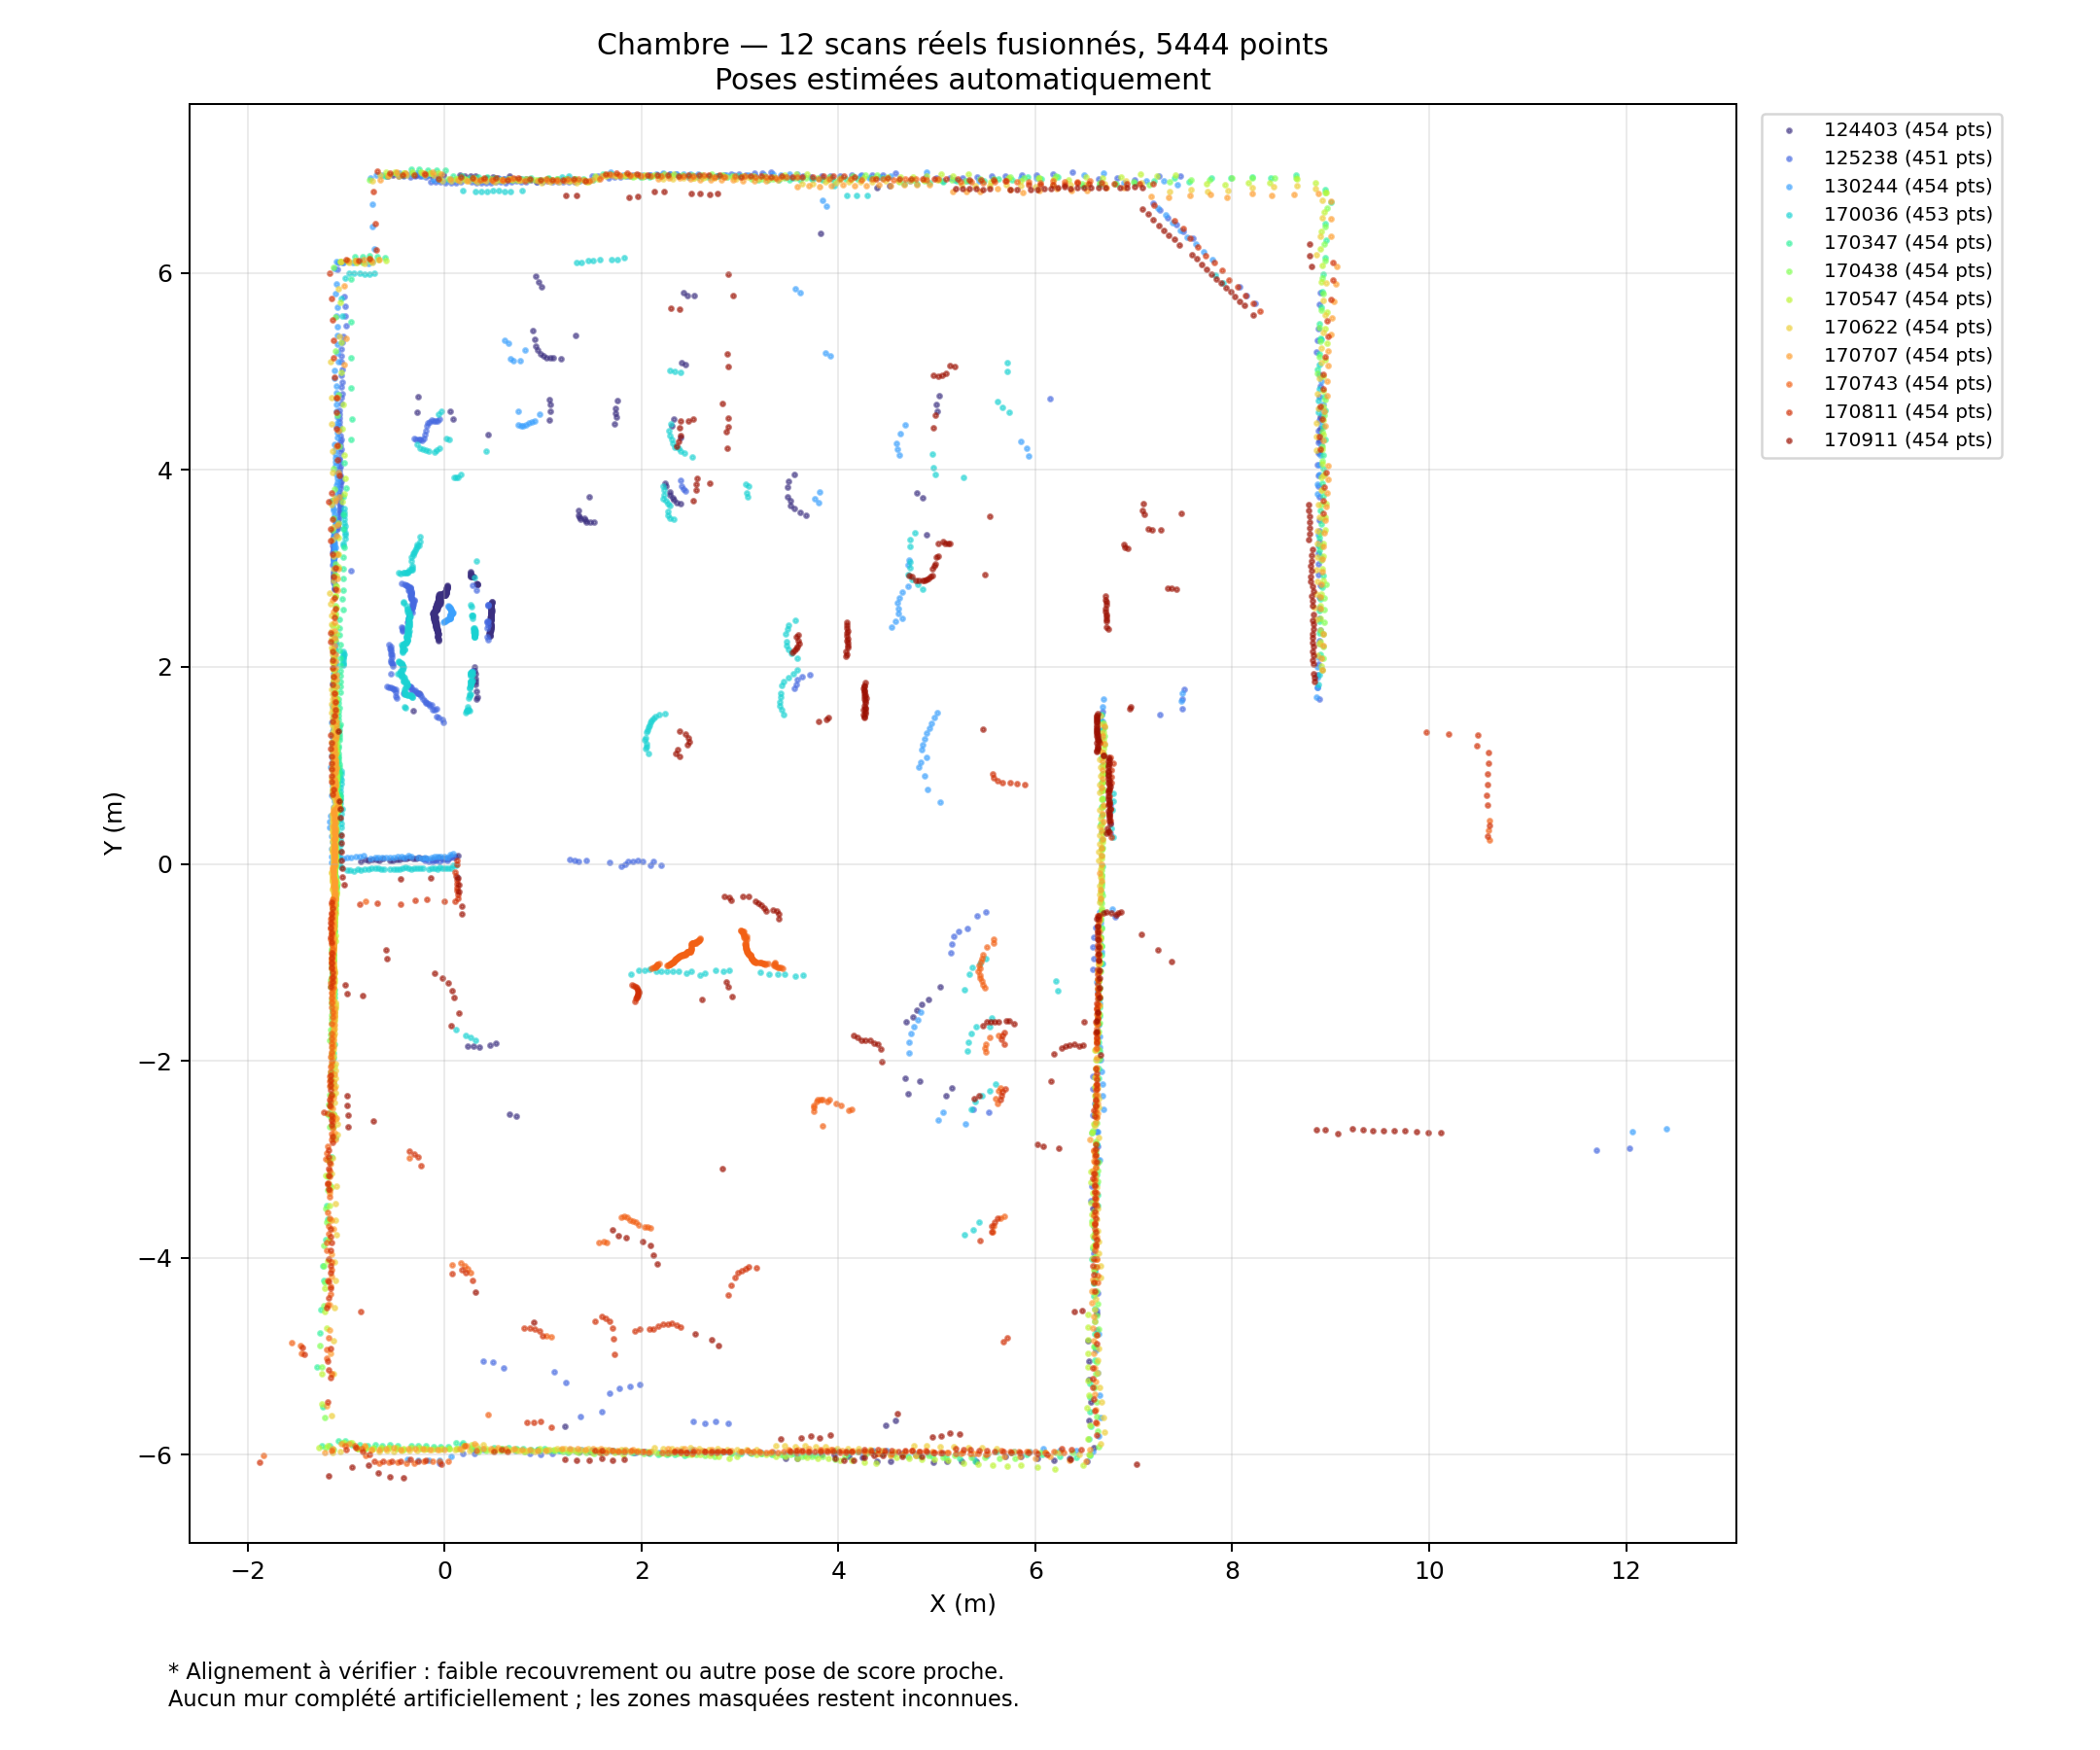 Chambre — 12 scans réels fusionnés, 5444 points
Poses estimées automatiquement
124403 (454 pts)
125238 (451 pts)
130244 (454 pts)
170036 (453 pts)
170347 (454 pts)
170438 (454 pts)
170547 (454 pts)
170622 (454 pts)
170707 (454 pts)
170743 (454 pts)
170811 (454 pts)
170911 (454 pts)
6
4
2
0
−2
−4
−6
Y (m)
−2 0 2 4 6 8 10 12
X (m)
* Alignement à vérifier : faible recouvrement ou autre pose de score proche.
Aucun mur complété artificiellement ; les zones masquées restent inconnues.